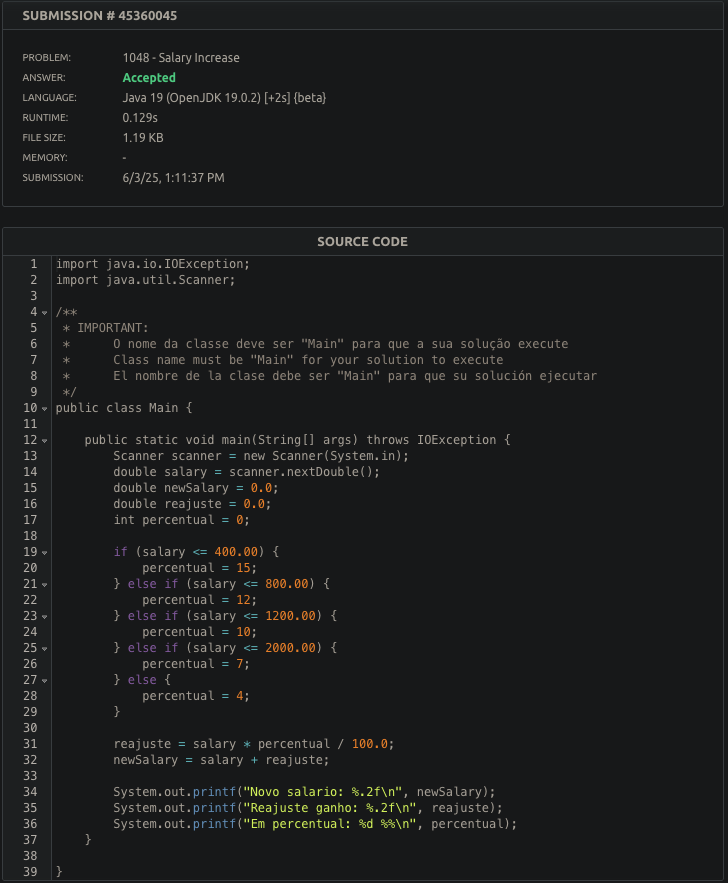 SUBMISSION # 45360045
PROBLEM: 1048 - Salary Increase
ANSWER: Accepted
LANGUAGE: Java 19 (OpenJDK 19.0.2) [+2s] {beta}
RUNTIME: 0.129s
FILE SIZE: 1.19 KB
MEMORY: -
SUBMISSION: 6/3/25, 1:11:37 PM
SOURCE CODE
1 import java.io.IOException;
2 import java.util.Scanner;
3
4 /**
5  * IMPORTANT:
6  *      O nome da classe deve ser "Main" para que a sua solução execute
7  *      Class name must be "Main" for your solution to execute
8  *      El nombre de la clase debe ser "Main" para que su solución ejecutar
9  */
10 public class Main {
11
12     public static void main(String[] args) throws IOException {
13         Scanner scanner = new Scanner(System.in);
14         double salary = scanner.nextDouble();
15         double newSalary = 0.0;
16         double reajuste = 0.0;
17         int percentual = 0;
18
19         if (salary <= 400.00) {
20             percentual = 15;
21         } else if (salary <= 800.00) {
22             percentual = 12;
23         } else if (salary <= 1200.00) {
24             percentual = 10;
25         } else if (salary <= 2000.00) {
26             percentual = 7;
27         } else {
28             percentual = 4;
29         }
30
31         reajuste = salary * percentual / 100.0;
32         newSalary = salary + reajuste;
33
34         System.out.printf("Novo salario: %.2f\n", newSalary);
35         System.out.printf("Reajuste ganho: %.2f\n", reajuste);
36         System.out.printf("Em percentual: %d %%\n", percentual);
37     }
38
39 }